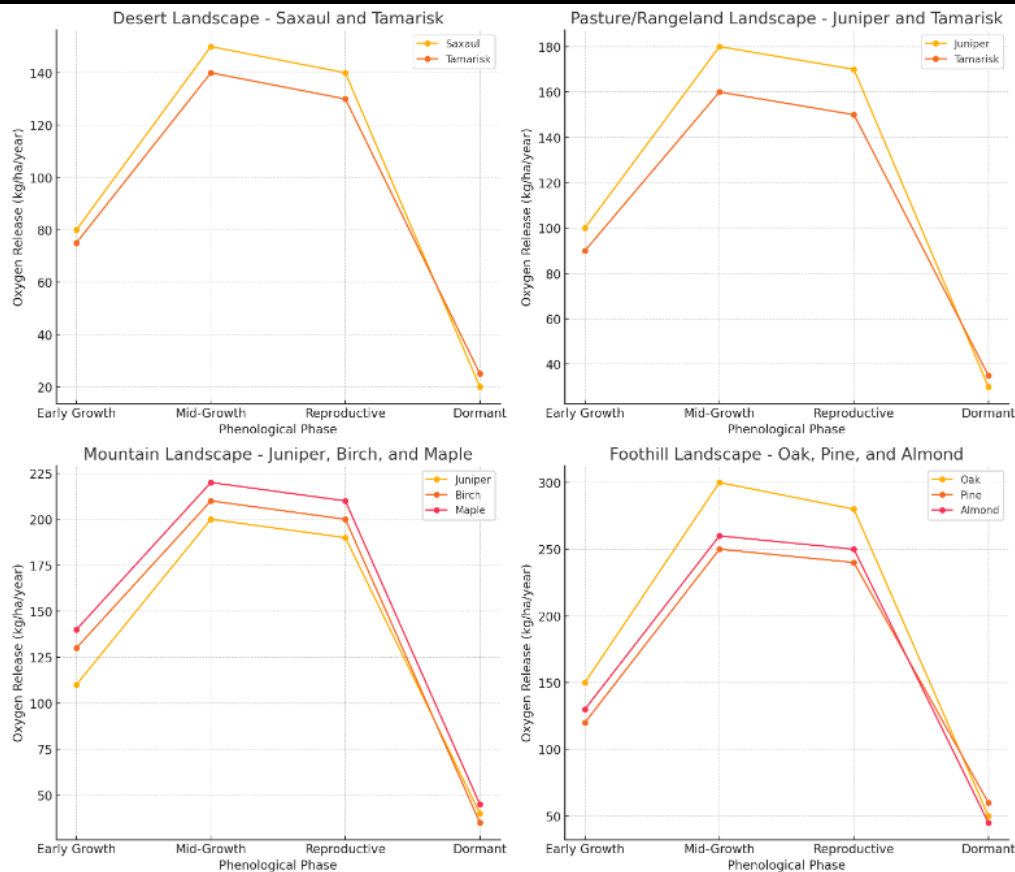 Desert Landscape - Saxaul and Tamarisk
Saxaul
Tamarisk
Oxygen Release (kg/ha/year)
140
120
100
80
60
40
20
Early Growth Mid-Growth Reproductive Dormant
Phenological Phase
Pasture/Rangeland Landscape - Juniper and Tamarisk
Juniper
Tamarisk
Oxygen Release (kg/ha/year)
180
160
140
120
100
80
60
40
Early Growth Mid-Growth Reproductive Dormant
Phenological Phase
Mountain Landscape - Juniper, Birch, and Maple
Juniper
Birch
Maple
Oxygen Release (kg/ha/year)
225
200
175
150
125
100
75
50
Early Growth Mid-Growth Reproductive Dormant
Phenological Phase
Foothill Landscape - Oak, Pine, and Almond
Oak
Pine
Almond
Oxygen Release (kg/ha/year)
300
250
200
150
100
50
Early Growth Mid-Growth Reproductive Dormant
Phenological Phase